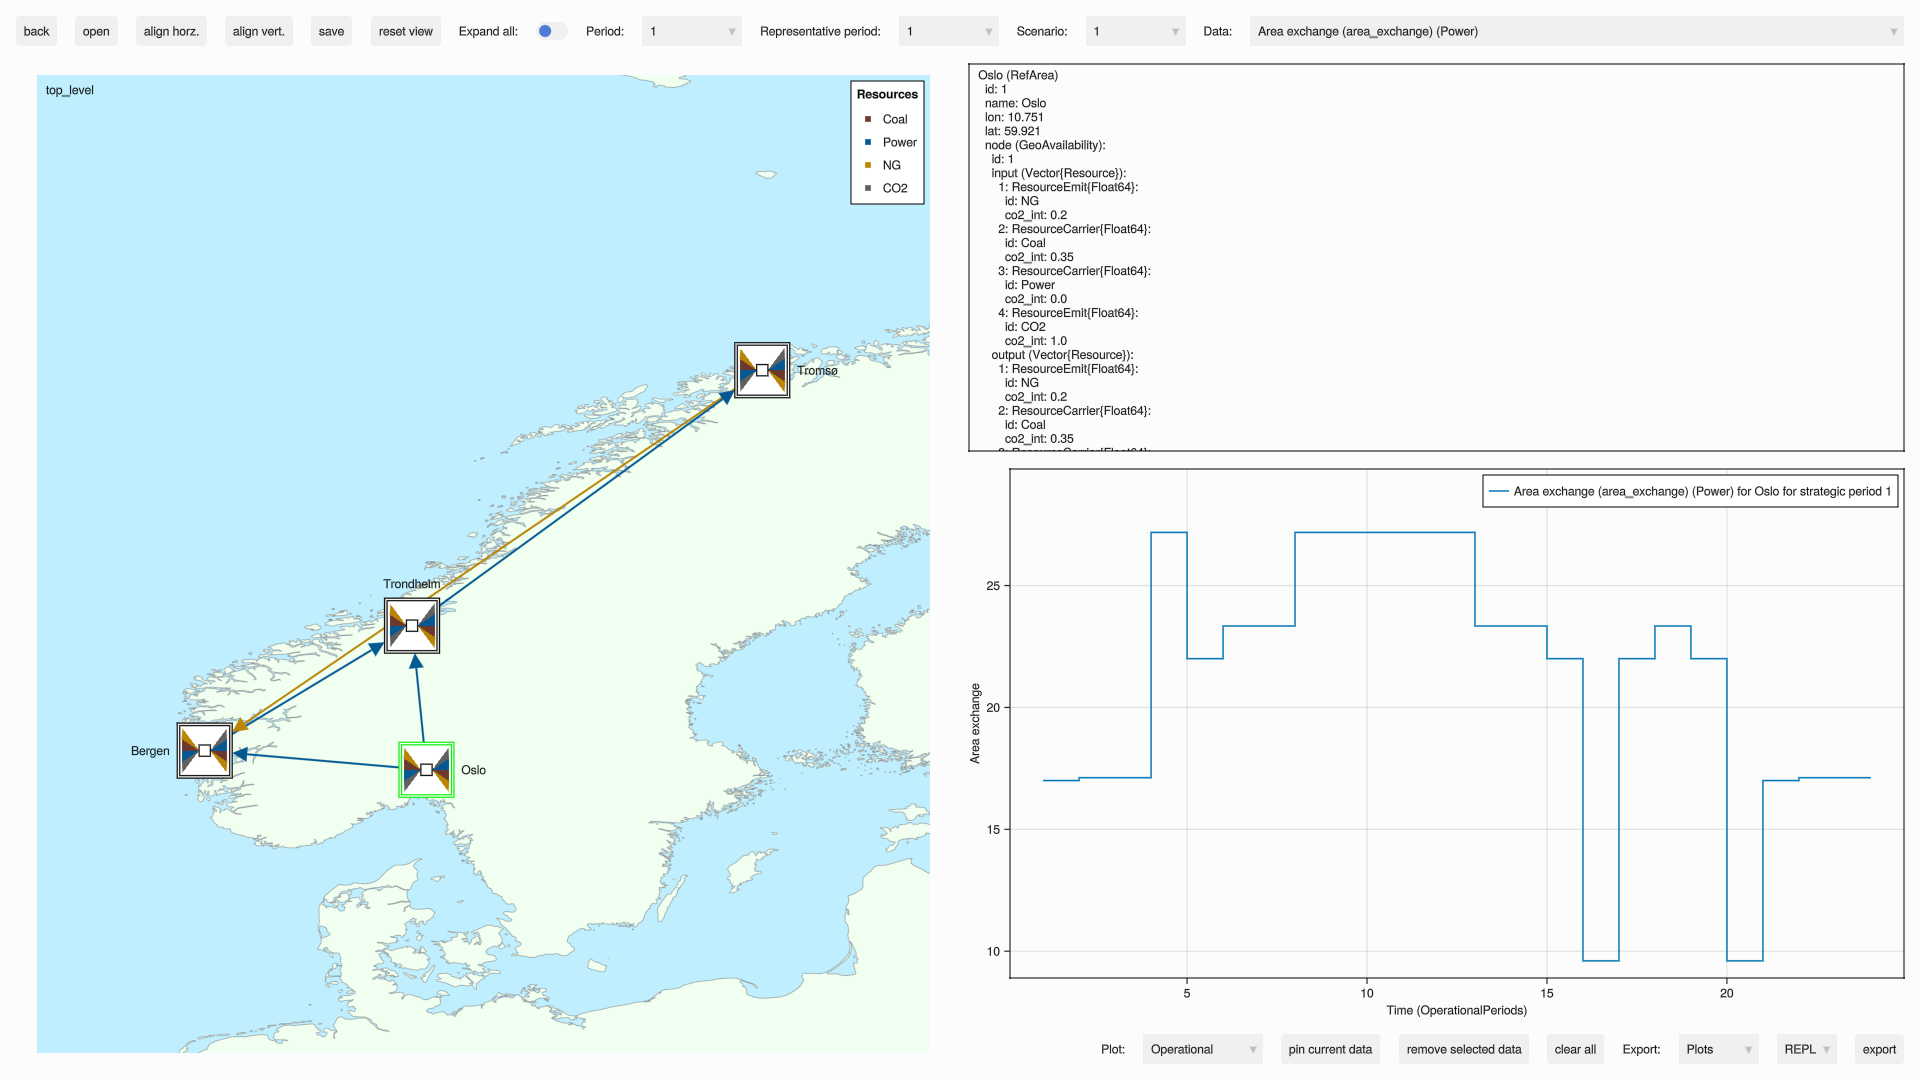 back open align horz. align vert. save reset view Expand all: Period: 1 Representative period: 1 Scenario: 1 Data: Area exchange (area_exchange) (Power)
top_level
Resources
Coal
Power
NG
CO2
Tromsø
Trondheim
Bergen
Oslo
Oslo (RefArea)
id: 1
name: Oslo
lon: 10.751
lat: 59.921
node (GeoAvailability):
id: 1
input (Vector{Resource}):
1: ResourceEmit{Float64}:
id: NG
co2_int: 0.2
2: ResourceCarrier{Float64}:
id: Coal
co2_int: 0.35
3: ResourceCarrier{Float64}:
id: Power
co2_int: 0.0
4: ResourceEmit{Float64}:
id: CO2
co2_int: 1.0
output (Vector{Resource}):
1: ResourceEmit{Float64}:
id: NG
co2_int: 0.2
2: ResourceCarrier{Float64}:
id: Coal
co2_int: 0.35
Area exchange (area_exchange) (Power) for Oslo for strategic period 1
Area exchange
25
20
15
10
5 10 15 20
Time (OperationalPeriods)
Plot: Operational pin current data remove selected data clear all Export: Plots REPL export